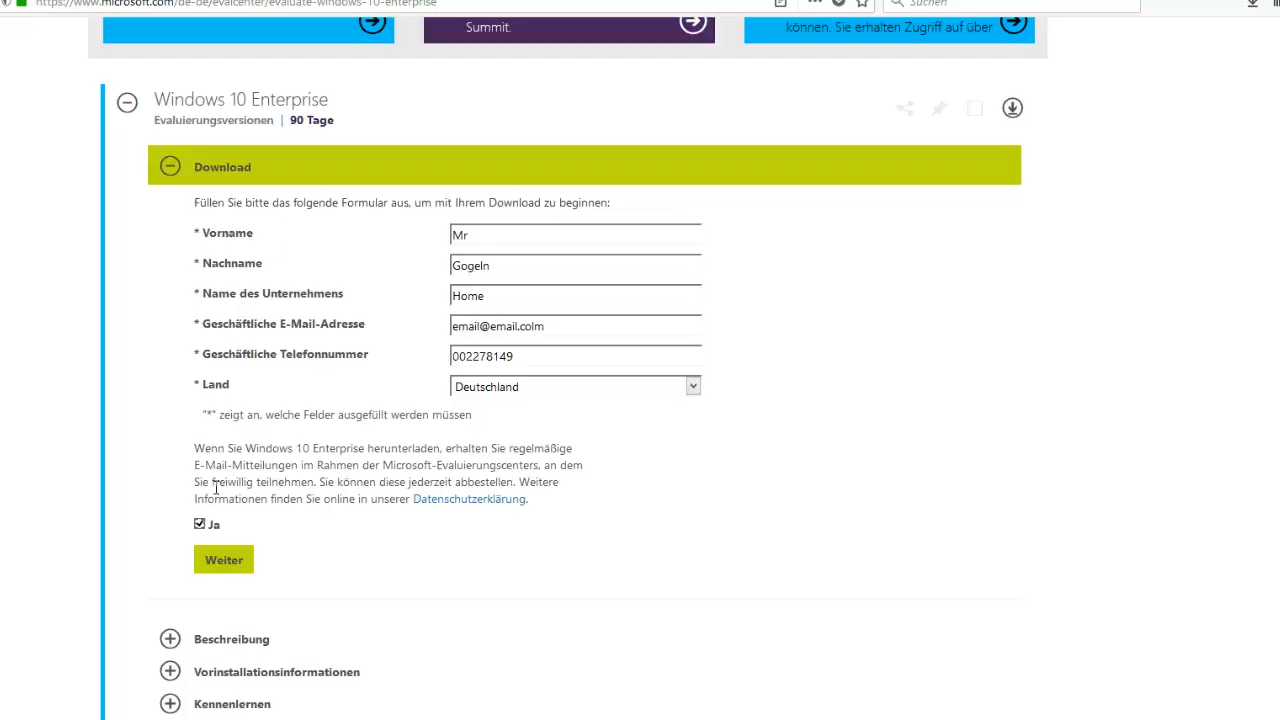 https://www.microsoft.com/de-de/evalcenter/evaluate-windows-10-enterprise
Suchen
Summit.
können. Sie erhalten Zugriff auf über
Windows 10 Enterprise
Evaluierungsversionen | 90 Tage
Download
Füllen Sie bitte das folgende Formular aus, um mit Ihrem Download zu beginnen:
* Vorname
Mr
* Nachname
Gogeln
* Name des Unternehmens
Home
* Geschäftliche E-Mail-Adresse
email@email.colm
* Geschäftliche Telefonnummer
002278149
* Land
Deutschland
"*" zeigt an, welche Felder ausgefüllt werden müssen
Wenn Sie Windows 10 Enterprise herunterladen, erhalten Sie regelmäßige
E-Mail-Mitteilungen im Rahmen der Microsoft-Evaluierungscenters, an dem
Sie freiwillig teilnehmen. Sie können diese jederzeit abbestellen. Weitere
Informationen finden Sie online in unserer Datenschutzerklärung.
Ja
Weiter
Beschreibung
Vorinstallationsinformationen
Kennenlernen